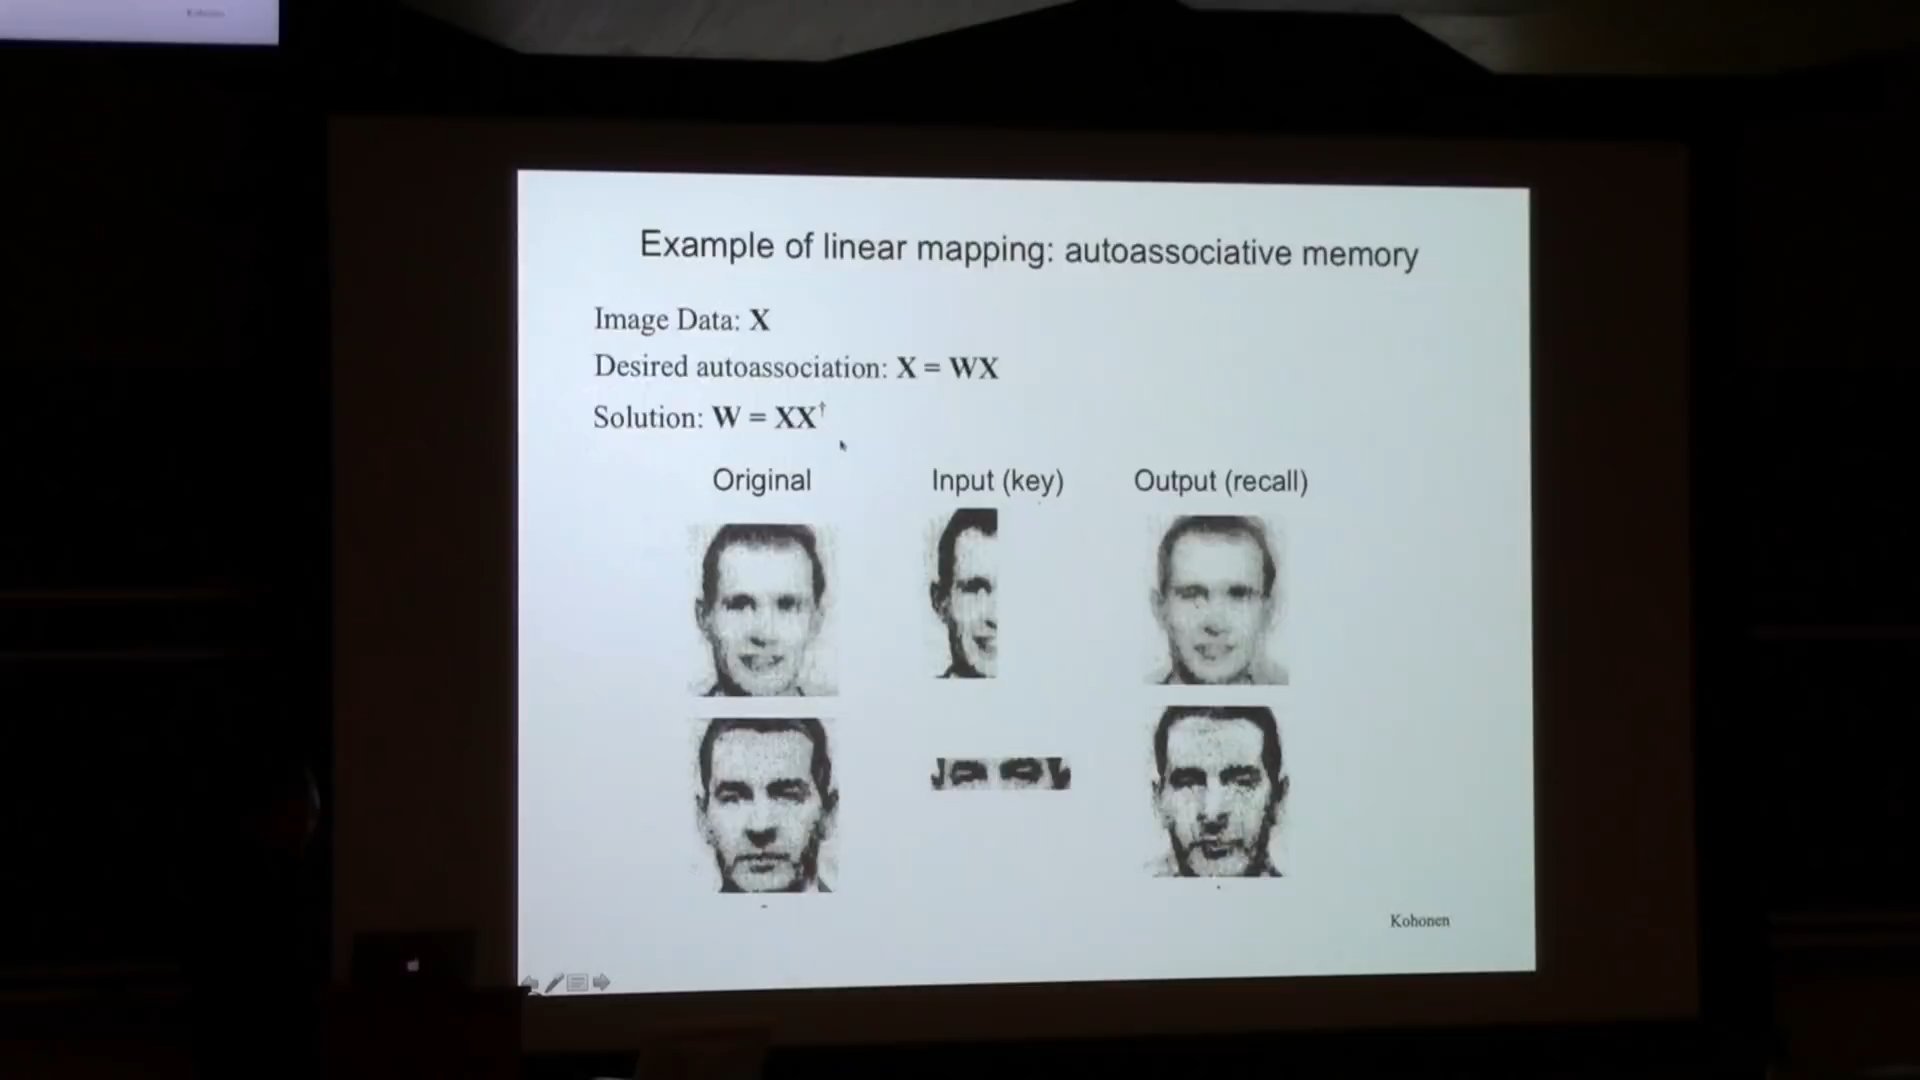 Kohonen
Example of linear mapping: autoassociative memory
Image Data: X
Desired autoassociation: X = WX
Solution: W = XX†
Original Input (key) Output (recall)
Kohonen